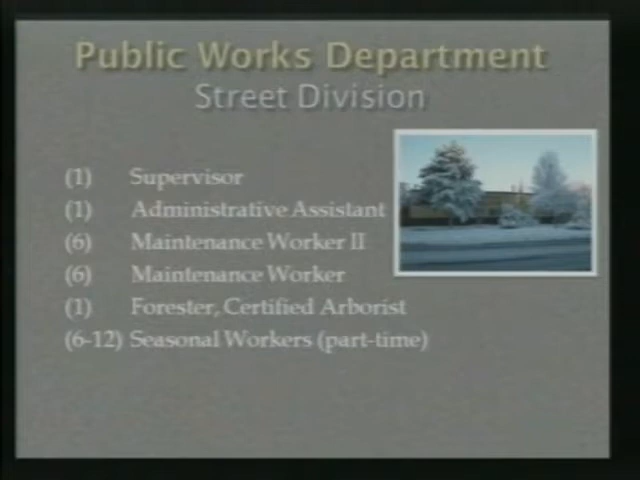 Public Works Department
Street Division
(1) Supervisor
(1) Administrative Assistant
(6) Maintenance Worker II
(6) Maintenance Worker
(1) Forester, Certified Arborist
(6-12) Seasonal Workers (part-time)